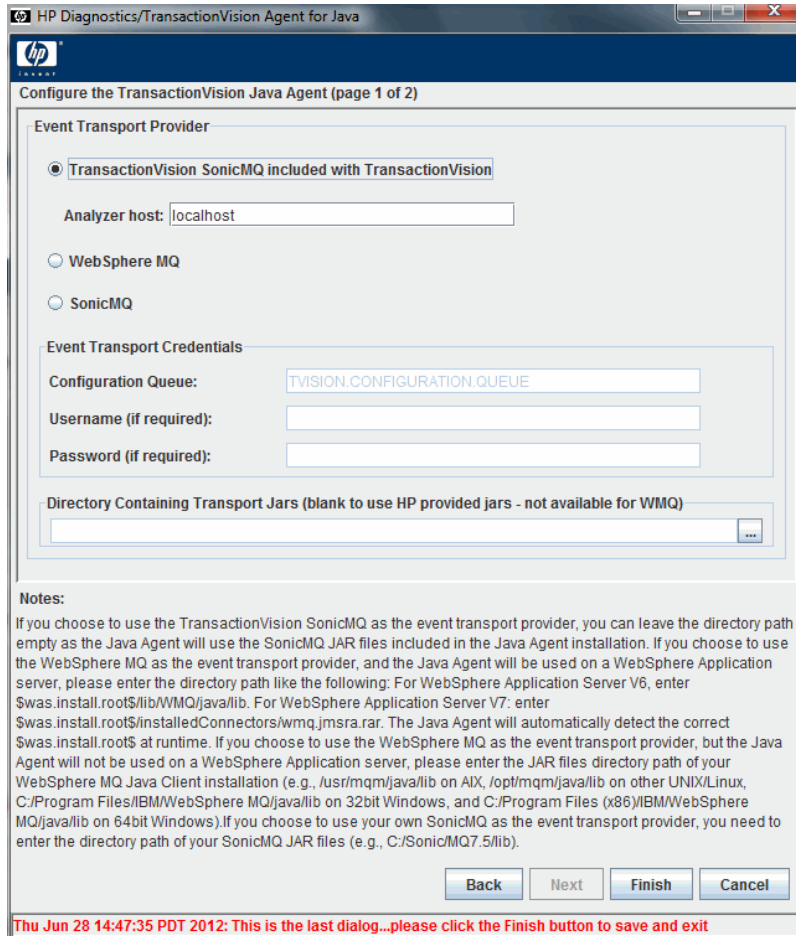 HP Diagnostics/TransactionVision Agent for Java
hp
invent
Configure the TransactionVision Java Agent (page 1 of 2)
Event Transport Provider
TransactionVision SonicMQ included with TransactionVision
Analyzer host: localhost
WebSphere MQ
SonicMQ
Event Transport Credentials
Configuration Queue: TVISION.CONFIGURATION.QUEUE
Username (if required):
Password (if required):
Directory Containing Transport Jars (blank to use HP provided jars - not available for WMQ)
...
Notes:
If you choose to use the TransactionVision SonicMQ as the event transport provider, you can leave the directory path
empty as the Java Agent will use the SonicMQ JAR files included in the Java Agent installation. If you choose to use
the WebSphere MQ as the event transport provider, and the Java Agent will be used on a WebSphere Application
server, please enter the directory path like the following: For WebSphere Application Server V6, enter
$was.install.root$/lib/WMQ/java/lib. For WebSphere Application Server V7: enter
$was.install.root$/installedConnectors/wmq.jmsra.rar. The Java Agent will automatically detect the correct
$was.install.root$ at runtime. If you choose to use the WebSphere MQ as the event transport provider, but the Java
Agent will not be used on a WebSphere Application server, please enter the JAR files directory path of your
WebSphere MQ Java Client installation (e.g., /usr/mqm/java/lib on AIX, /opt/mqm/java/lib on other UNIX/Linux,
C:/Program Files/IBM/WebSphere MQ/java/lib on 32bit Windows, and C:/Program Files (x86)/IBM/WebSphere
MQ/java/lib on 64bit Windows).If you choose to use your own SonicMQ as the event transport provider, you need to
enter the directory path of your SonicMQ JAR files (e.g., C:/Sonic/MQ7.5/lib).
Back Next Finish Cancel
Thu Jun 28 14:47:35 PDT 2012: This is the last dialog...please click the Finish button to save and exit